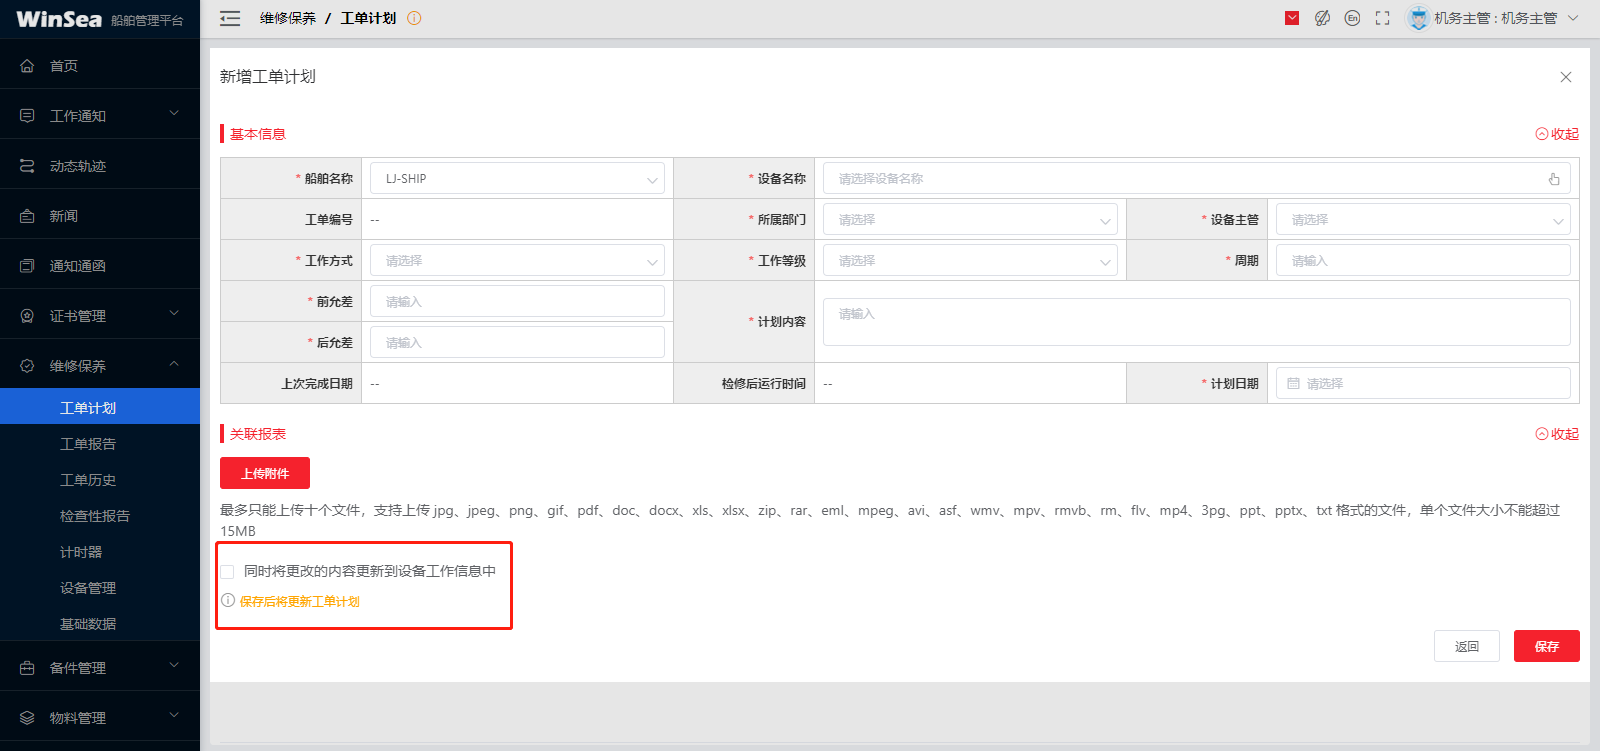 WinSea 船舶管理平台
维修保养 / 工单计划
En
机务主管 : 机务主管
首页
工作通知
动态轨迹
新闻
通知通函
证书管理
维修保养
工单计划
工单报告
工单历史
检查性报告
计时器
设备管理
基础数据
备件管理
物料管理
新增工单计划
基本信息
收起
* 船舶名称 LJ-SHIP * 设备名称 请选择设备名称
工单编号 -- * 所属部门 请选择 * 设备主管 请选择
* 工作方式 请选择 * 工作等级 请选择 * 周期 请输入
* 前允差 请输入 * 计划内容 请输入
* 后允差 请输入
上次完成日期 -- 检修后运行时间 -- * 计划日期 请选择
关联报表
收起
上传附件
最多只能上传十个文件，支持上传 jpg、jpeg、png、gif、pdf、doc、docx、xls、xlsx、zip、rar、eml、mpeg、avi、asf、wmv、mpv、rmvb、rm、flv、mp4、3pg、ppt、pptx、txt 格式的文件，单个文件大小不能超过
15MB
同时将更改的内容更新到设备工作信息中
保存后将更新工单计划
返回
保存